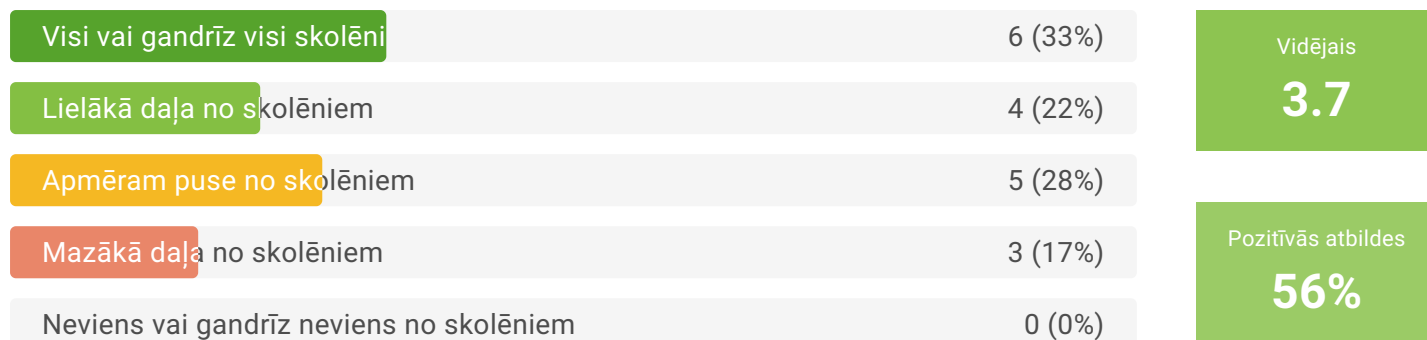 Visi vai gandrīz visi skolēni 6 (33%)
Lielākā daļa no skolēniem 4 (22%)
Apmēram puse no skolēniem 5 (28%)
Mazākā daļa no skolēniem 3 (17%)
Neviens vai gandrīz neviens no skolēniem 0 (0%)
Vidējais
3.7
Pozitīvās atbildes
56%